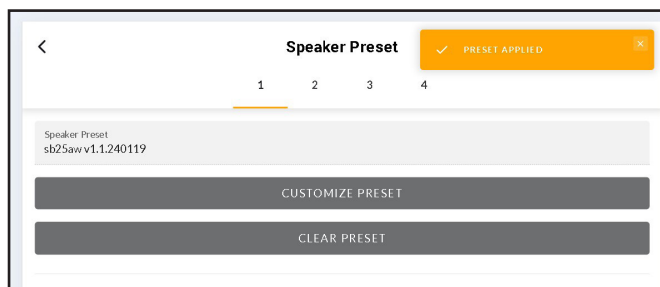 Speaker Preset
PRESET APPLIED
1 2 3 4
Speaker Preset
sb25aw v1.1.240119
CUSTOMIZE PRESET
CLEAR PRESET